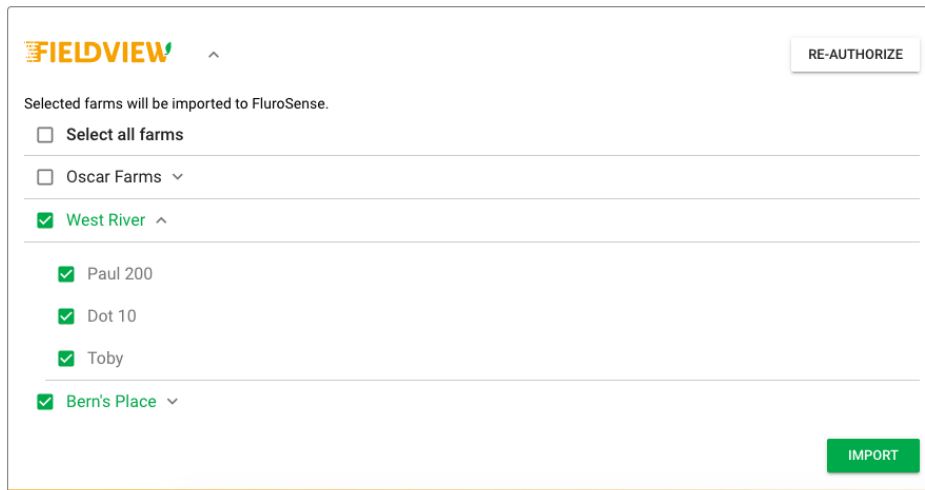 FIELDVIEW
RE-AUTHORIZE
Selected farms will be imported to FluroSense.
Select all farms
Oscar Farms
West River
Paul 200
Dot 10
Toby
Bern's Place
IMPORT